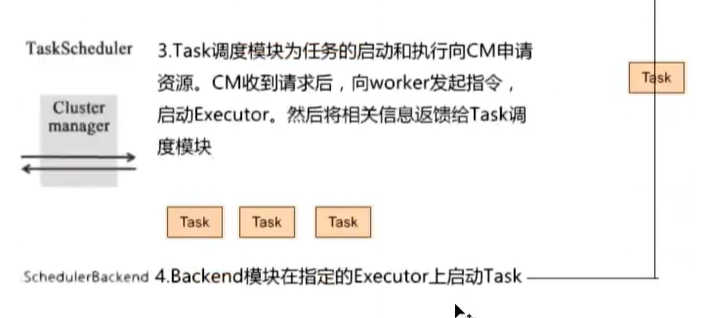 TaskScheduler
3.Task调度模块为任务的启动和执行向CM申请
资源。CM收到请求后，向worker发起指令，
启动Executor。然后将相关信息返馈给Task调
度模块
Task
Cluster
manager
Task Task Task
SchedulerBackend 4.Backend模块在指定的Executor上启动Task